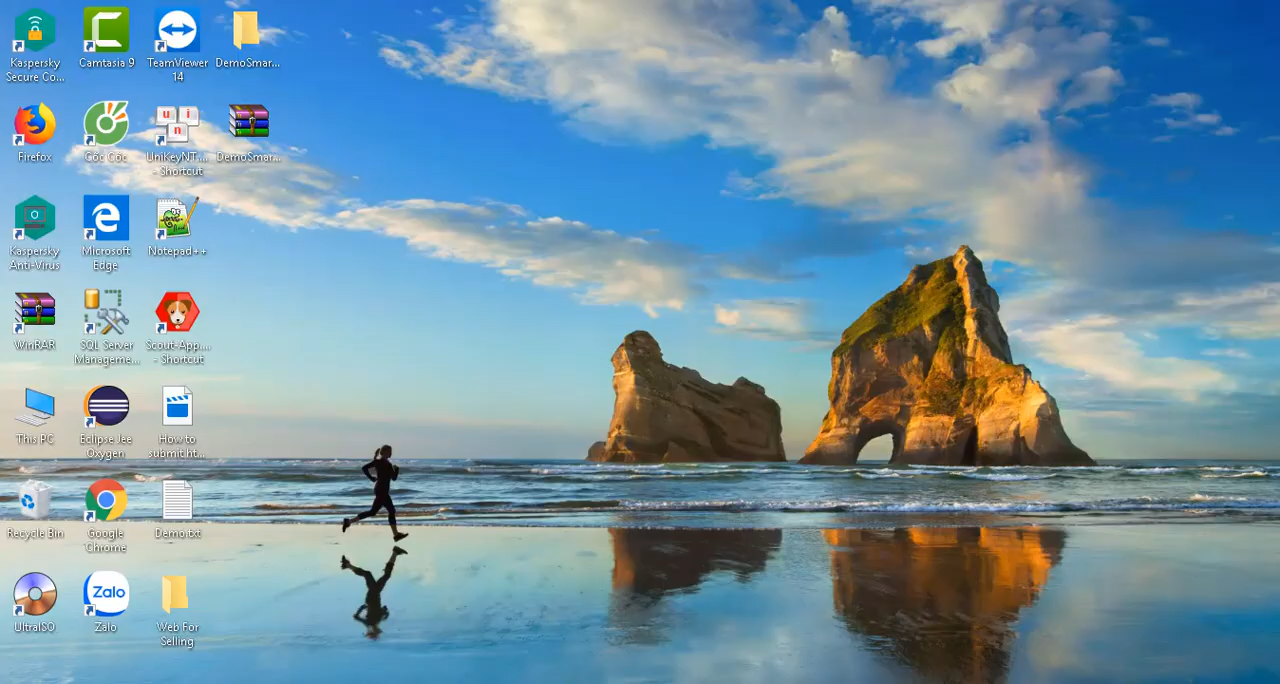 Kaspersky
Secure Co...
Camtasia 9
TeamViewer
14
DemoSmar...
Firefox
Cốc Cốc
u i
n
UniKeyNT....
- Shortcut
DemoSmar...
Kaspersky
Anti-Virus
Microsoft
Edge
Notepad++
WinRAR
SQL Server
Manageme...
Scout-App....
- Shortcut
This PC
Eclipse Jee
Oxygen
How to
submit.ht...
Recycle Bin
Google
Chrome
Demo.txt
UltraISO
Zalo
Zalo
Web For
Selling